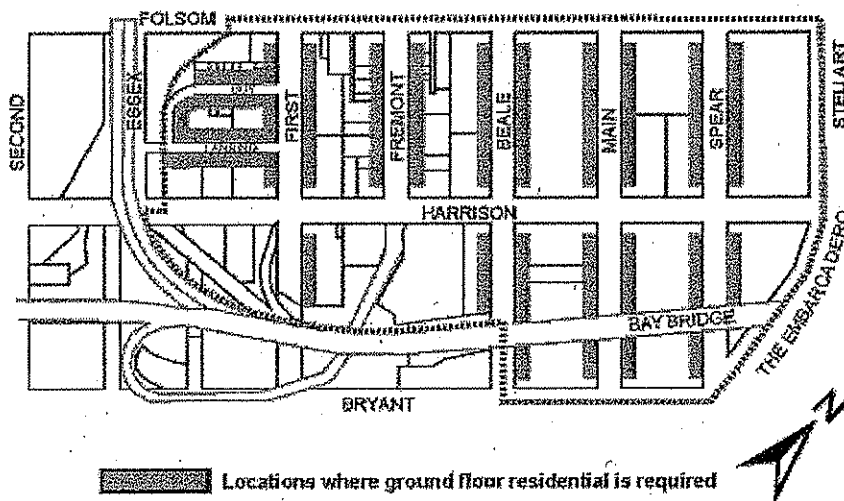 FOLSOM
SECOND
ESSEX
FIRST
FREMONT
BEALE
MAIN
SPEAR
STEUART
LANSING
HARRISON
BAY BRIDGE
THE EMBARCADERO
BRYANT
N
Locations where ground floor residential is required